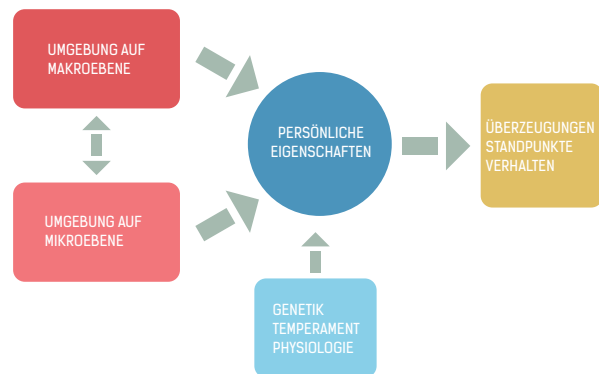 UMGEBUNG AUF
MAKROEBENE
PERSÖNLICHE
EIGENSCHAFTEN
ÜBERZEUGUNGEN
STANDPUNKTE
VERHALTEN
UMGEBUNG AUF
MIKROEBENE
GENETIK
TEMPERAMENT
PHYSIOLOGIE